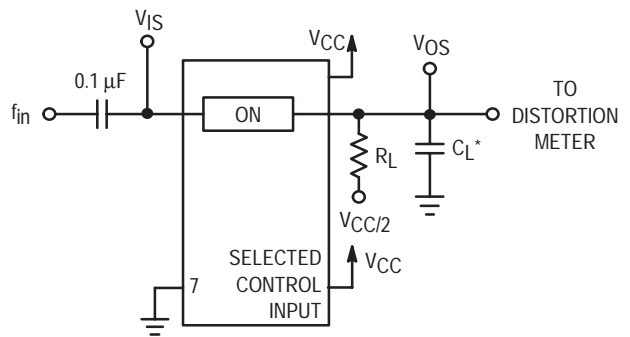 VIS
VCC
VOS
0.1 μF
fin
ON
TO
DISTORTION
METER
RL
CL*
VCC/2
SELECTED
CONTROL
INPUT
VCC
7